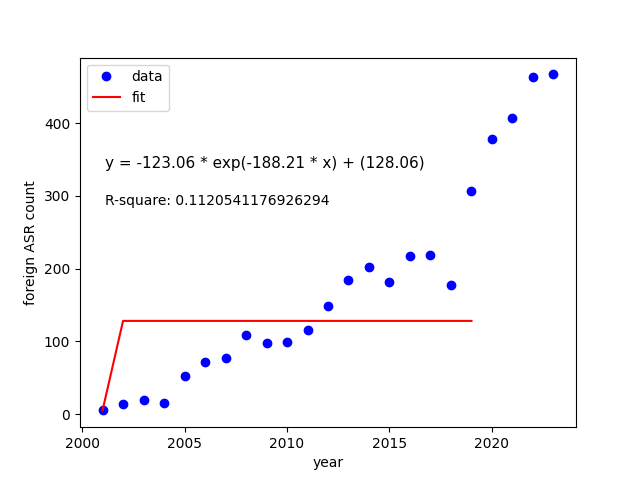 data
fit
y = -123.06 * exp(-188.21 * x) + (128.06)
R-square: 0.1120541176926294
foreign ASR count
400
300
200
100
0
2000 2005 2010 2015 2020
year